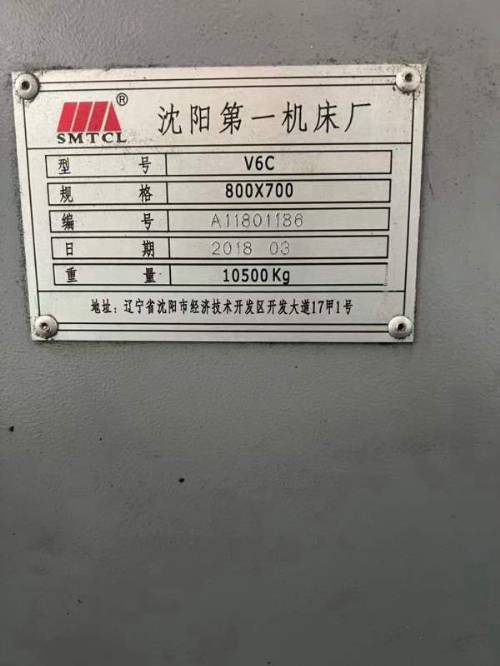 SMTCL® 沈阳第一机床厂
型号 V6C
规格 800X700
编号 A11801186
日期 2018 03
重量 10500Kg
地址：辽宁省沈阳市经济技术开发区开发大道17甲1号